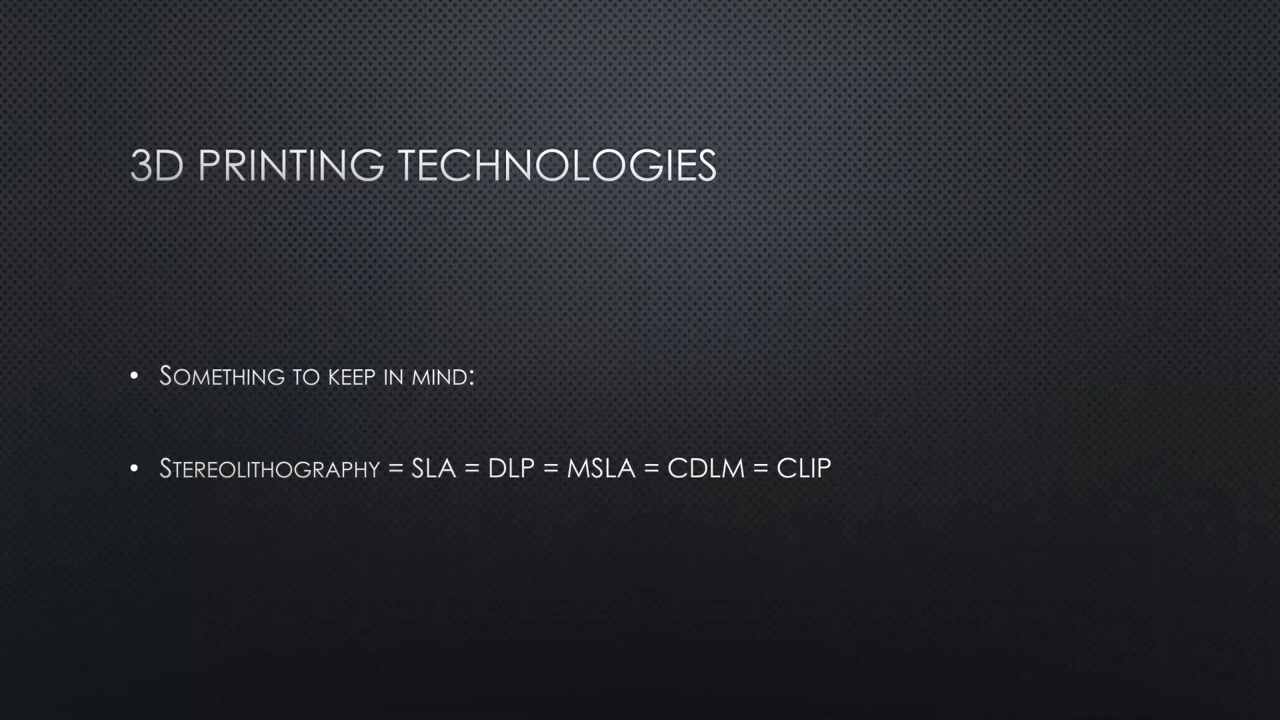 3D PRINTING TECHNOLOGIES
• SOMETHING TO KEEP IN MIND:
• STEREOLITHOGRAPHY = SLA = DLP = MSLA = CDLM = CLIP